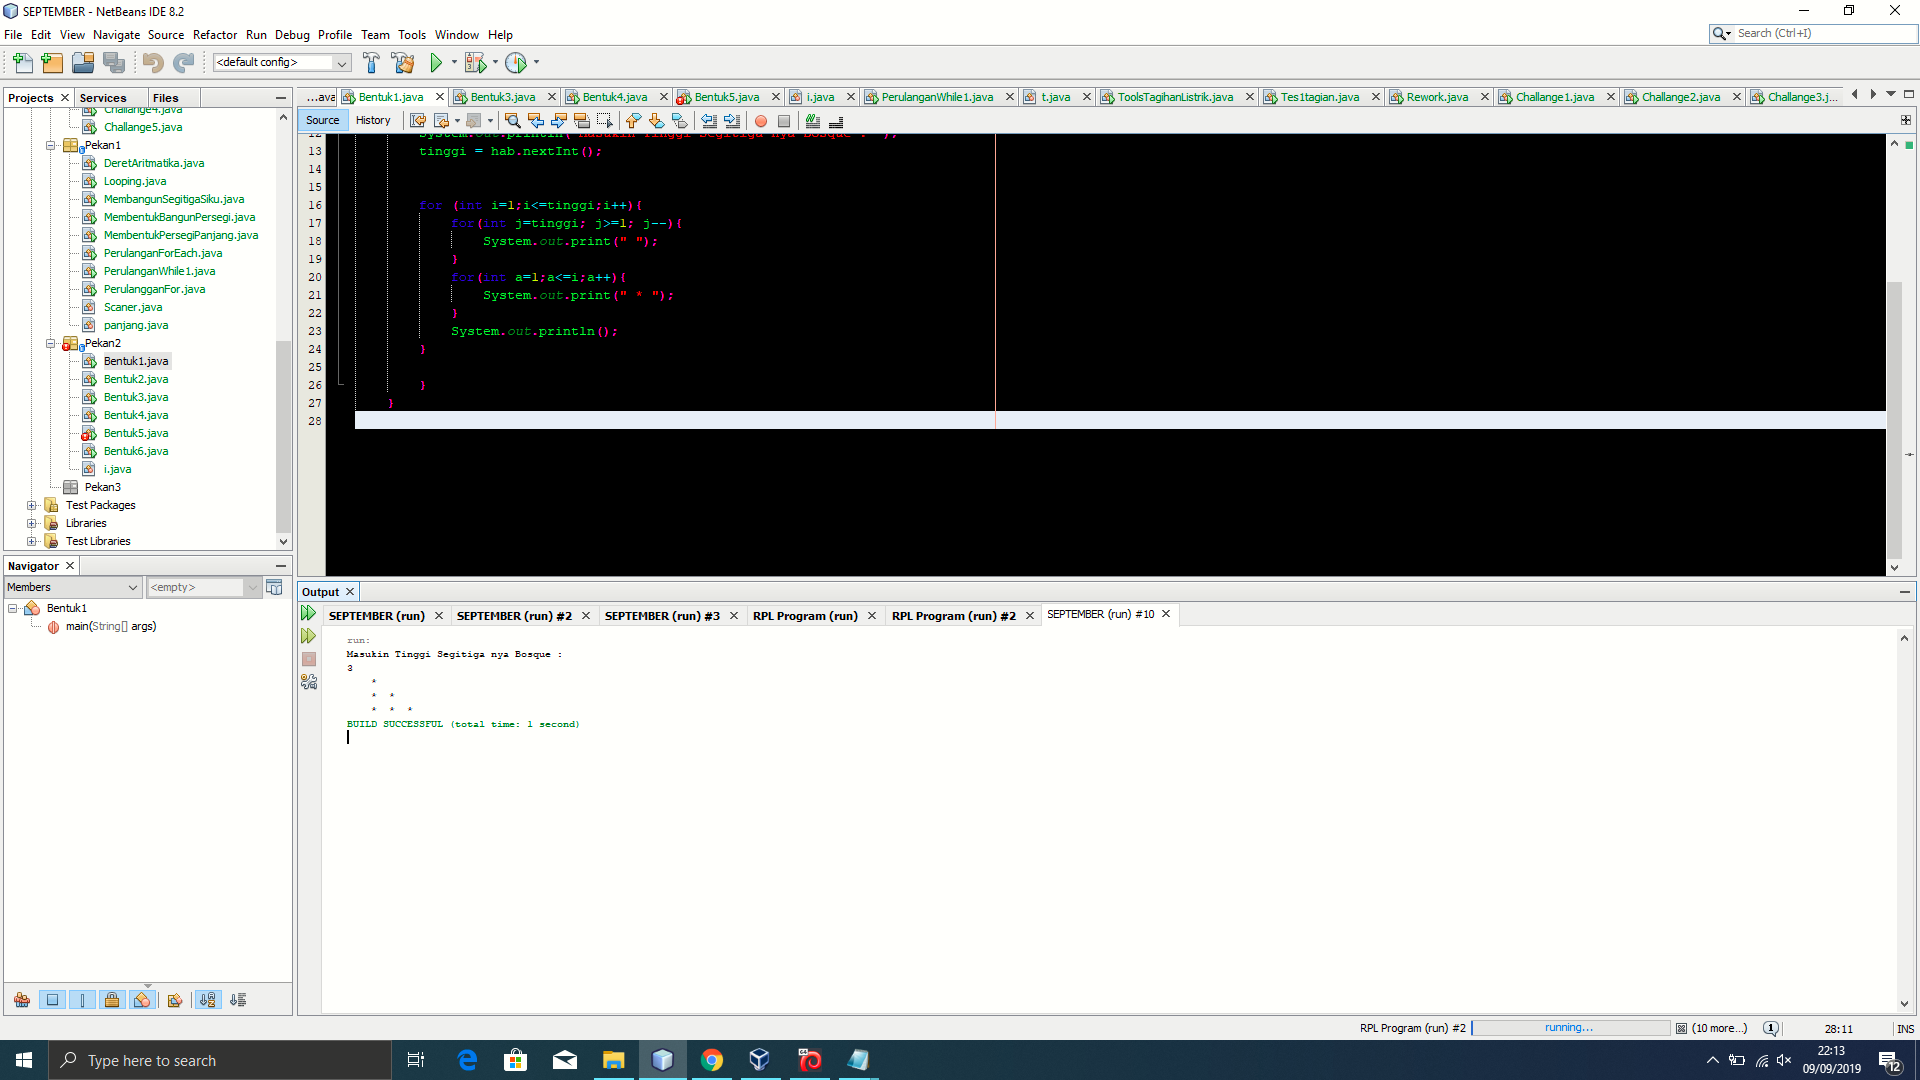 SEPTEMBER - NetBeans IDE 8.2
File Edit View Navigate Source Refactor Run Debug Profile Team Tools Window Help
Search (Ctrl+I)
<default config>
Projects
Services
Files
Challange4.java
Challange5.java
Pekan1
DeretAritmatika.java
Looping.java
MembangunSegitigaSiku.java
MembentukBangunPersegi.java
MembentukPersegiPanjang.java
PerulanganForEach.java
PerulanganWhile1.java
PerulangganFor.java
Scaner.java
panjang.java
Pekan2
Bentuk1.java
Bentuk2.java
Bentuk3.java
Bentuk4.java
Bentuk5.java
Bentuk6.java
i.java
Pekan3
Test Packages
Libraries
Test Libraries
...ava Bentuk1.java Bentuk3.java Bentuk4.java Bentuk5.java i.java PerulanganWhile1.java t.java ToolsTagihanListrik.java Tes1tagian.java Rework.java Challange1.java Challange2.java Challange3.j...
Source History
12 System.out.println("Masukin Tinggi Segitiga nya Bosque : ");
13 tinggi = hab.nextInt();
14
15
16 for (int i=1;i<=tinggi;i++){
17 for(int j=tinggi; j>=1; j--){
18 System.out.print(" ");
19 }
20 for(int a=1;a<=i;a++){
21 System.out.print(" * ");
22 }
23 System.out.println();
24 }
25
26 }
27 }
28
Navigator
Members
<empty>
Bentuk1
main(String[] args)
Output
SEPTEMBER (run) SEPTEMBER (run) #2 SEPTEMBER (run) #3 RPL Program (run) RPL Program (run) #2 SEPTEMBER (run) #10
run:
Masukin Tinggi Segitiga nya Bosque :
3
*
* *
* * *
BUILD SUCCESSFUL (total time: 1 second)
RPL Program (run) #2 running... (10 more...) 1 28:11 INS
Type here to search
64
22:13
09/09/2019
12